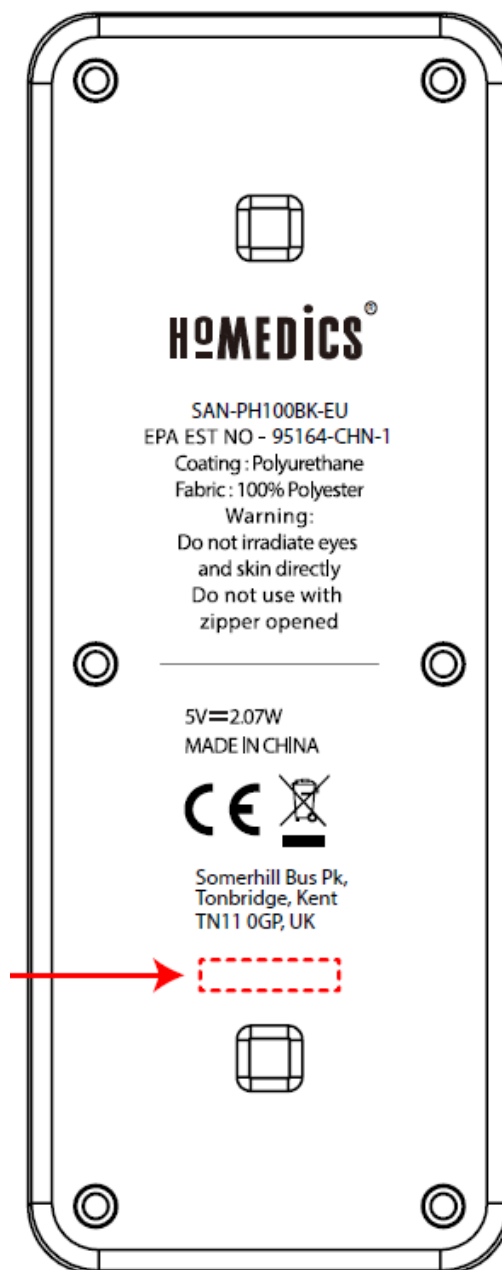 HoMEDiCS®
SAN-PH100BK-EU
EPA EST NO - 95164-CHN-1
Coating : Polyurethane
Fabric : 100% Polyester
Warning:
Do not irradiate eyes
and skin directly
Do not use with
zipper opened
5V⎓2.07W
MADE IN CHINA
CE
Somerhill Bus Pk,
Tonbridge, Kent
TN11 0GP, UK